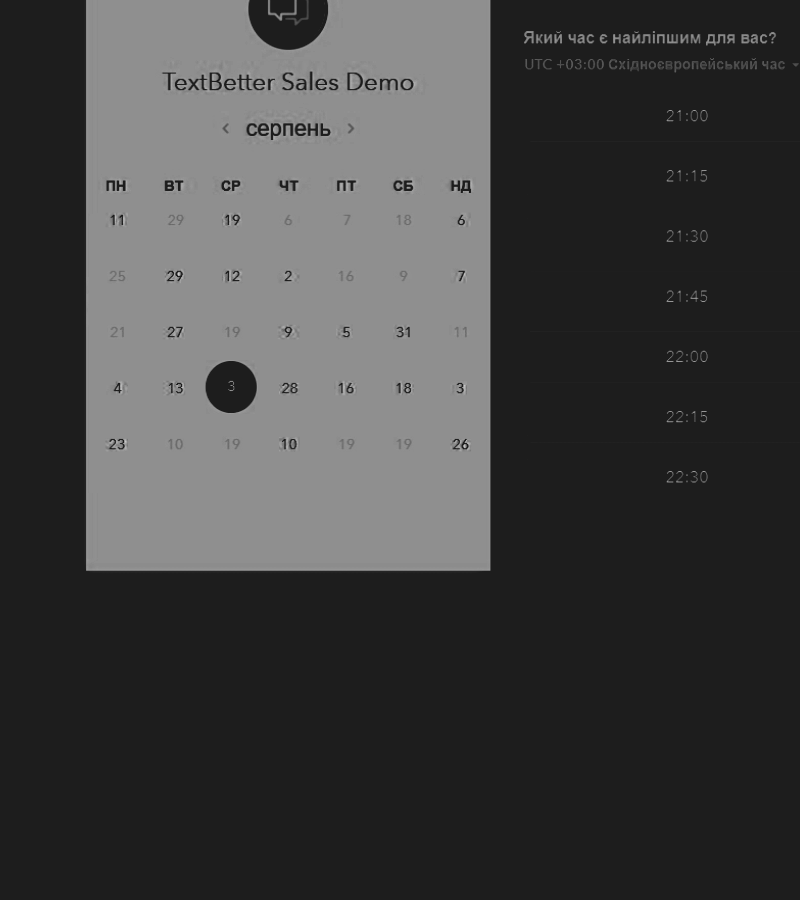 TextBetter Sales Demo
серпень
ПН ВТ СР ЧТ ПТ СБ НД
11 29 19 6 7 18 6
25 29 12 2 16 9 7
21 27 19 9 5 31 11
4 13 3 28 16 18 3
23 10 19 10 19 19 26
Який час є найліпшим для вас?
UTC +03:00 Східноєвропейський час
21:00
21:15
21:30
21:45
22:00
22:15
22:30